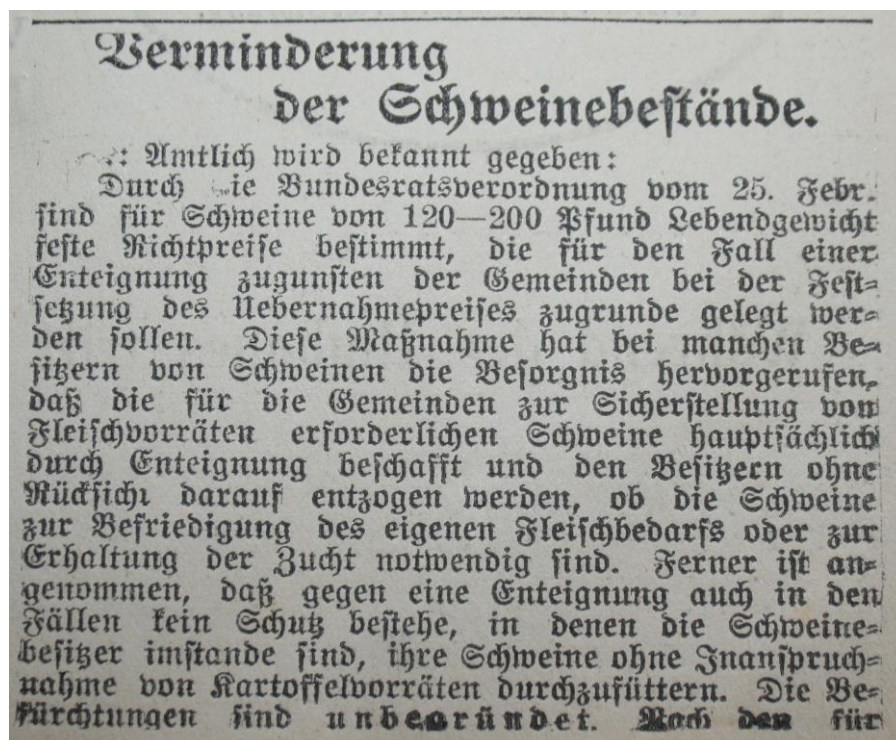 Verminderung
der Schweinebestände.
: Amtlich wird bekannt gegeben:
Durch die Bundesratsverordnung vom 25. Febr.
sind für Schweine von 120—200 Pfund Lebendgewicht
feste Richtpreise bestimmt, die für den Fall einer
Enteignung zugunsten der Gemeinden bei der Fest-
setzung des Uebernahmepreises zugrunde gelegt wer-
den sollen. Diese Maßnahme hat bei manchen Be-
sitzern von Schweinen die Besorgnis hervorgerufen,
daß die für die Gemeinden zur Sicherstellung von
Fleischvorräten erforderlichen Schweine hauptsächlich
durch Enteignung beschafft und den Besitzern ohne
Rücksicht darauf entzogen werden, ob die Schweine
zur Befriedigung des eigenen Fleischbedarfs oder zur
Erhaltung der Zucht notwendig sind. Ferner ist an-
genommen, daß gegen eine Enteignung auch in den
Fällen kein Schutz bestehe, in denen die Schweine-
besitzer imstande sind, ihre Schweine ohne Inanspruch-
nahme von Kartoffelvorräten durchzufüttern. Die Be-
fürchtungen sind unbegründet. Nach den für